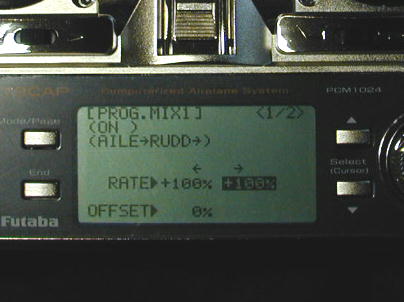 9CAP Computerized Airplane System PCM1024
Mode/Page
End
Futaba
[PROG.MIX1] <1/2>
(ON )
(AILE→RUDD→)
← →
RATE▶+100% +100%
OFFSET▶ 0%
Select
(Cursor)